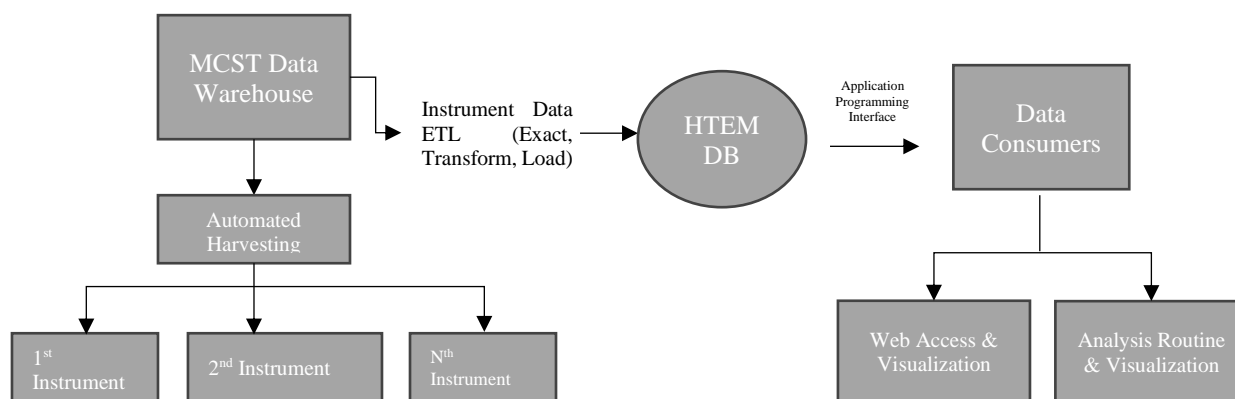 MCST Data
Warehouse
Instrument Data
ETL (Exact,
Transform, Load)
HTEM
DB
Application
Programming
Interface
Data
Consumers
Automated
Harvesting
1st
Instrument
2nd Instrument
Nth
Instrument
Web Access &
Visualization
Analysis Routine
& Visualization